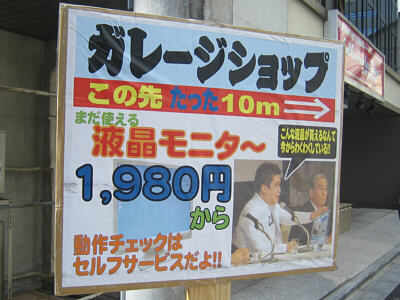 ガレージショップ
この先 たった10m
まだ使える
液晶モニタ～
こんな液晶が買えるなんて
今からわくわくしている!!
1,980円
から
動作チェックは
セルフサービスだよ!!